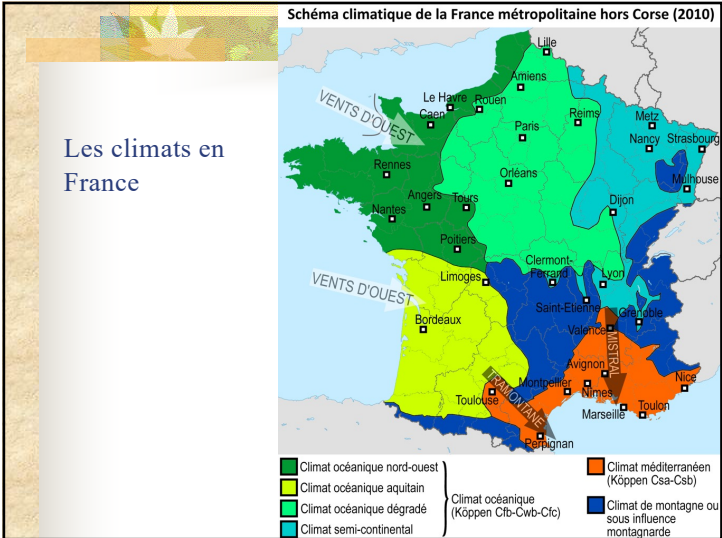 Schéma climatique de la France métropolitaine hors Corse (2010)
Les climats en
France
VENTS D'OUEST
VENTS D'OUEST
Lille
Amiens
Le Havre
Rouen
Caen
Reims
Metz
Paris
Nancy
Strasbourg
Rennes
Orléans
Mulhouse
Angers
Tours
Dijon
Nantes
Poitiers
Clermont-
Ferrand
Limoges
Lyon
Saint-Etienne
Grenoble
Bordeaux
Valence
MISTRAL
Avignon
Montpellier
Nice
TRAMONTANE
Toulouse
Nîmes
Marseille
Toulon
Perpignan
Climat océanique nord-ouest
Climat océanique aquitain
Climat océanique dégradé
Climat semi-continental
Climat océanique
(Köppen Cfb-Cwb-Cfc)
Climat méditerranéen
(Köppen Csa-Csb)
Climat de montagne ou
sous influence
montagnarde